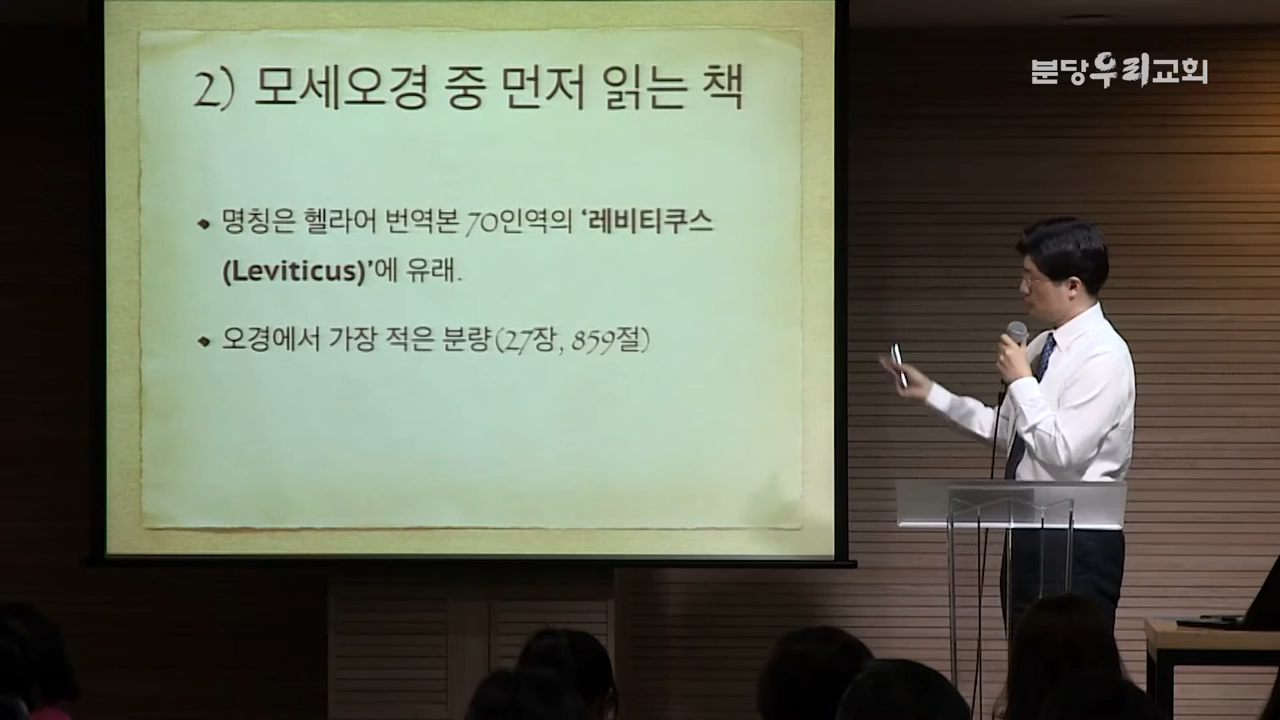 분당우리교회
2) 모세오경 중 먼저 읽는 책
명칭은 헬라어 번역본 70인역의 ‘레비티쿠스
(Leviticus)’에 유래.
오경에서 가장 적은 분량(27장, 859절)